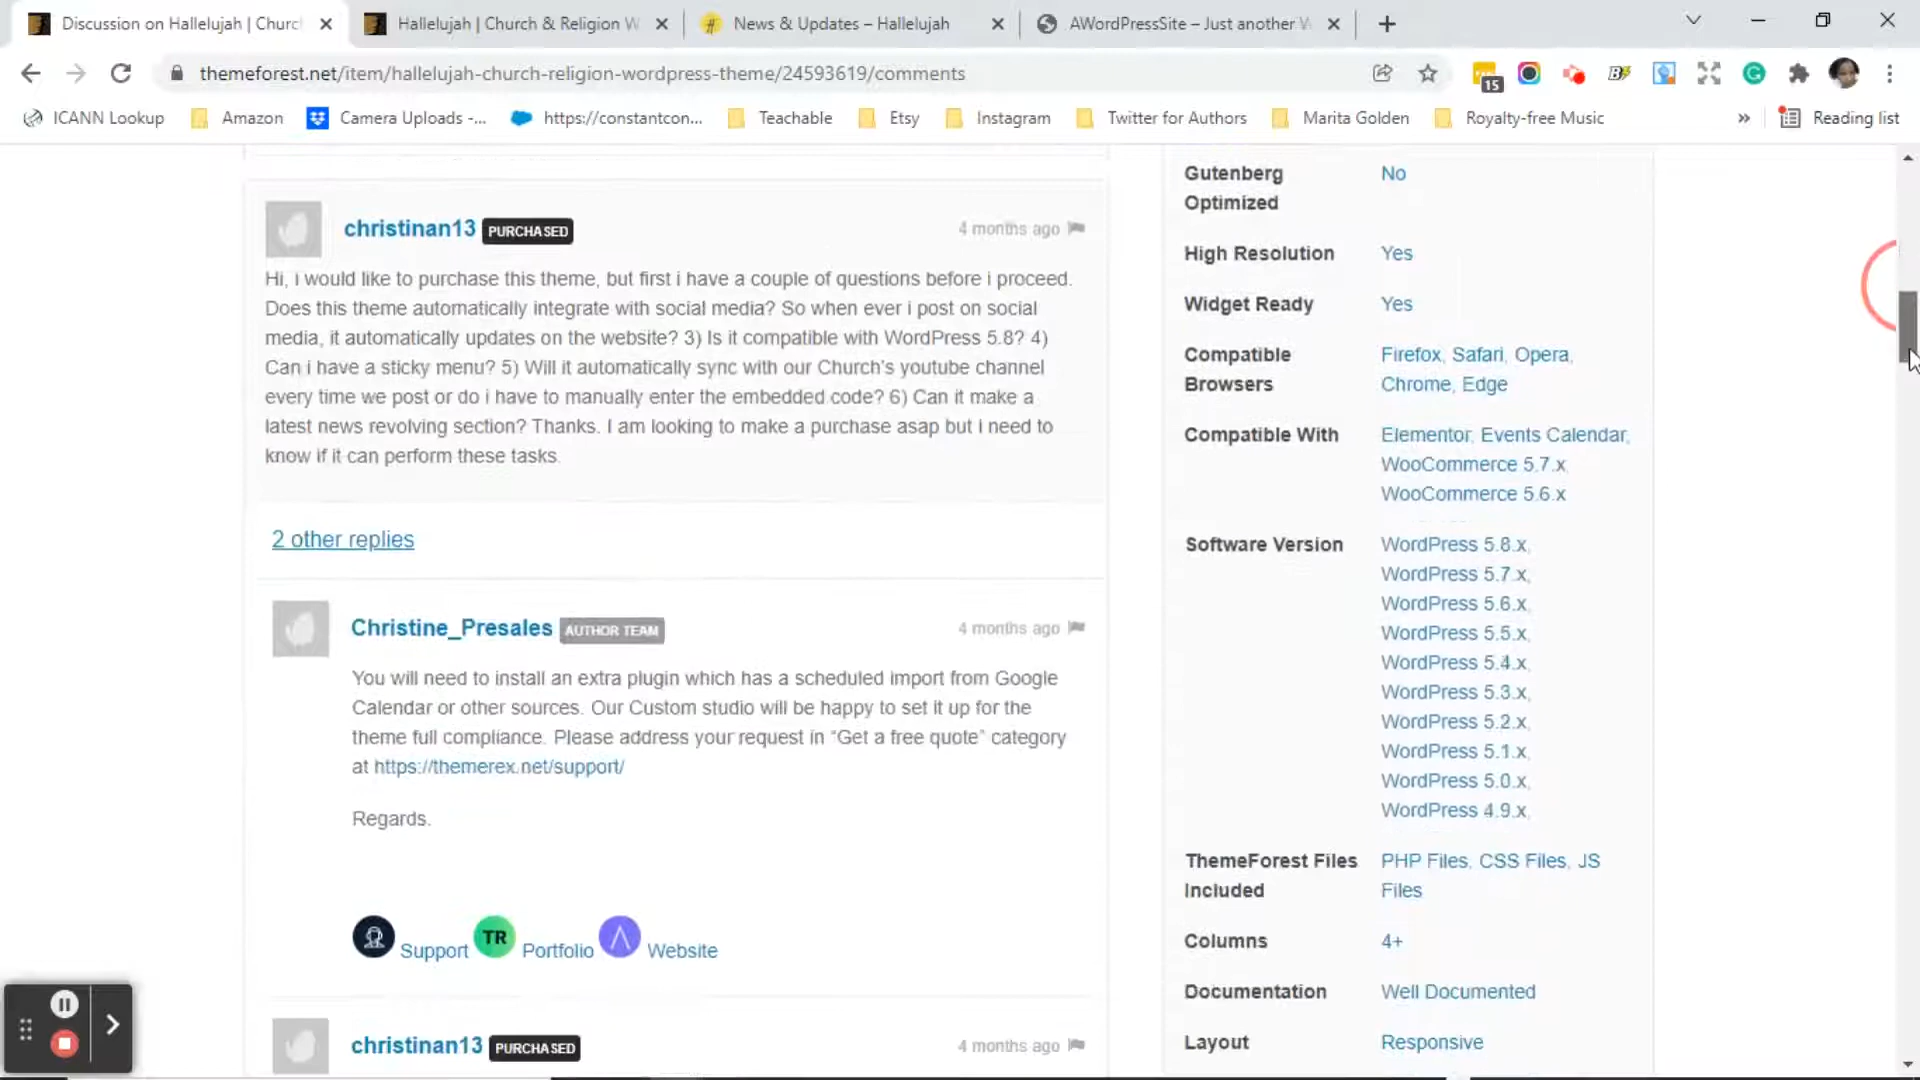 Discussion on Hallelujah | Churc
Hallelujah | Church & Religion W
News & Updates – Hallelujah
AWordPressSite – Just another W
themeforest.net/item/hallelujah-church-religion-wordpress-theme/24593619/comments
15
ICANN Lookup
Amazon
Camera Uploads -...
https://constantcon...
Teachable
Etsy
Instagram
Twitter for Authors
Marita Golden
Royalty-free Music
»
Reading list
christinan13 PURCHASED
4 months ago
Hi, i would like to purchase this theme, but first i have a couple of questions before i proceed.
Does this theme automatically integrate with social media? So when ever i post on social
media, it automatically updates on the website? 3) Is it compatible with WordPress 5.8? 4)
Can i have a sticky menu? 5) Will it automatically sync with our Church's youtube channel
every time we post or do i have to manually enter the embedded code? 6) Can it make a
latest news revolving section? Thanks. I am looking to make a purchase asap but i need to
know if it can perform these tasks.
2 other replies
Christine_Presales AUTHOR TEAM
4 months ago
You will need to install an extra plugin which has a scheduled import from Google
Calendar or other sources. Our Custom studio will be happy to set it up for the
theme full compliance. Please address your request in “Get a free quote” category
at https://themerex.net/support/
Regards.
Support
TR
Portfolio
Website
christinan13 PURCHASED
4 months ago
Gutenberg
Optimized
No
High Resolution
Yes
Widget Ready
Yes
Compatible
Browsers
Firefox, Safari, Opera,
Chrome, Edge
Compatible With
Elementor, Events Calendar,
WooCommerce 5.7.x,
WooCommerce 5.6.x
Software Version
WordPress 5.8.x,
WordPress 5.7.x,
WordPress 5.6.x,
WordPress 5.5.x,
WordPress 5.4.x,
WordPress 5.3.x,
WordPress 5.2.x,
WordPress 5.1.x,
WordPress 5.0.x,
WordPress 4.9.x,
ThemeForest Files
Included
PHP Files, CSS Files, JS
Files
Columns
4+
Documentation
Well Documented
Layout
Responsive